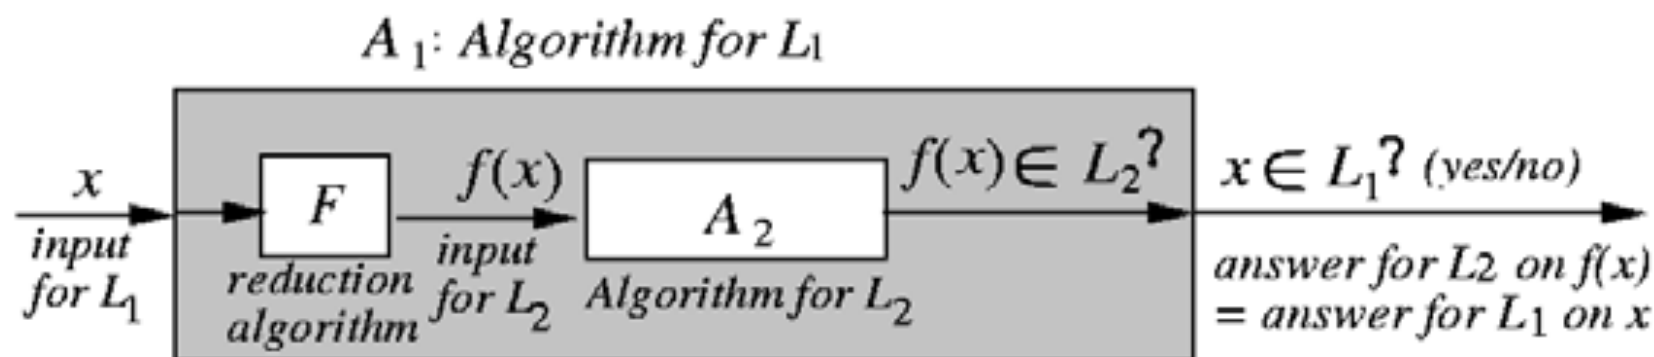 A₁: Algorithm for L₁
x
input
for L₁
F
reduction
algorithm
f(x)
input
for L₂
A₂
Algorithm for L₂
f(x) ∈ L₂?
x ∈ L₁? (yes/no)
answer for L2 on f(x)
= answer for L₁ on x